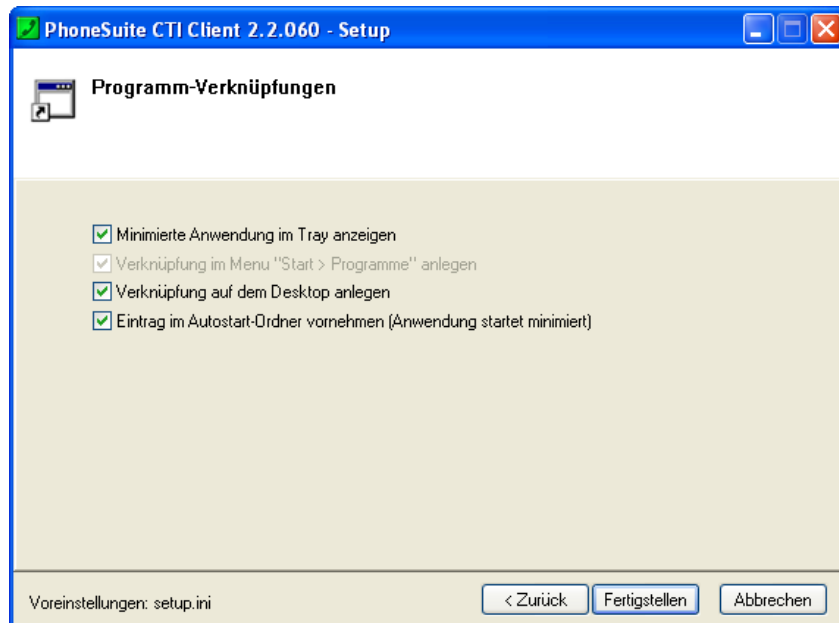 PhoneSuite CTI Client 2.2.060 - Setup
Programm-Verknüpfungen
Minimierte Anwendung im Tray anzeigen
Verknüpfung im Menu "Start > Programme" anlegen
Verknüpfung auf dem Desktop anlegen
Eintrag im Autostart-Ordner vornehmen (Anwendung startet minimiert)
Voreinstellungen: setup.ini
< Zurück Fertigstellen Abbrechen